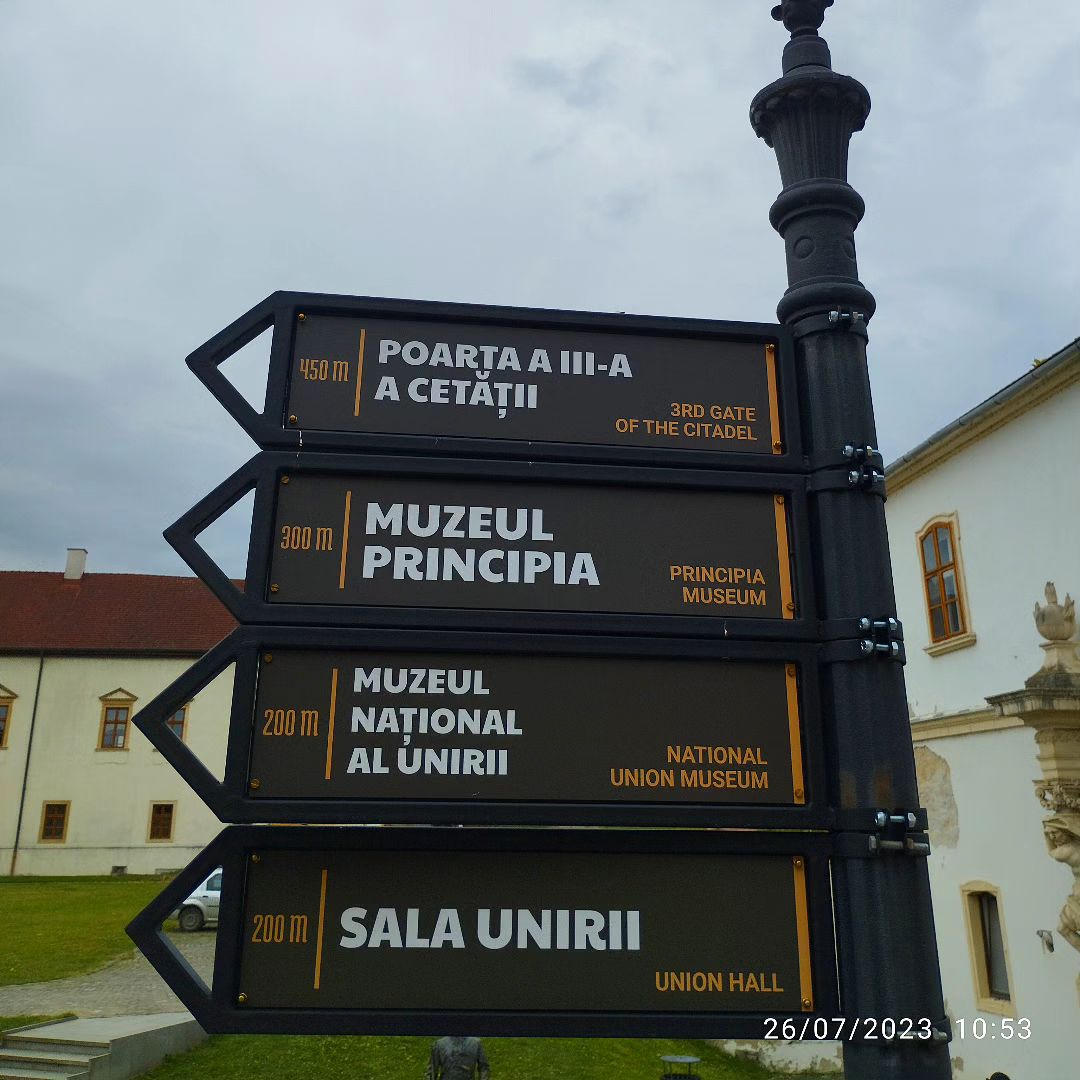 450 m
POARTA A III-A
A CETĂȚII
3RD GATE
OF THE CITADEL
300 m
MUZEUL
PRINCIPIA
PRINCIPIA
MUSEUM
200 m
MUZEUL
NAȚIONAL
AL UNIRII
NATIONAL
UNION MUSEUM
200 m
SALA UNIRII
UNION HALL
26/07/2023 10:53